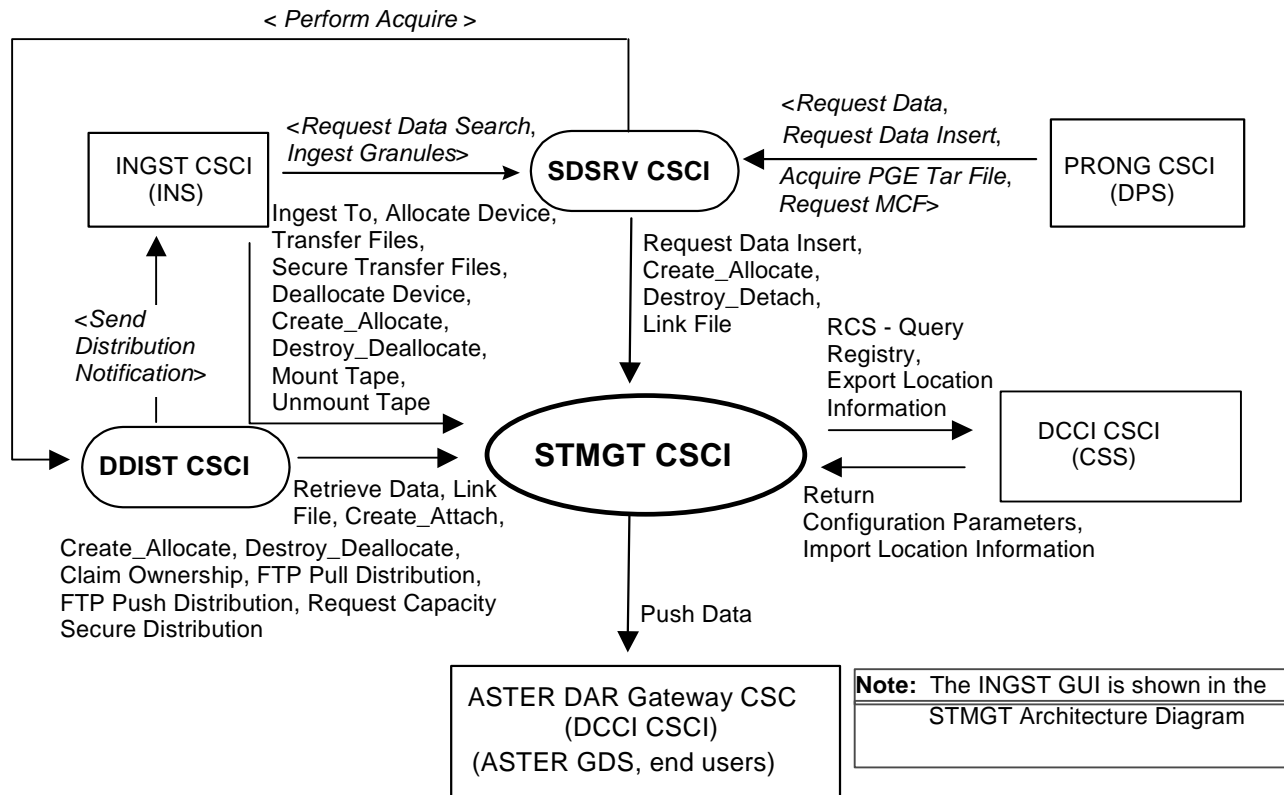 < Perform Acquire >
<Request Data Search,
Ingest Granules>
<Request Data,
Request Data Insert,
Acquire PGE Tar File,
Request MCF>
INGST CSCI
(INS)
SDSRV CSCI
PRONG CSCI
(DPS)
Ingest To, Allocate Device,
Transfer Files,
Secure Transfer Files,
Deallocate Device,
Create_Allocate,
Destroy_Deallocate,
Mount Tape,
Unmount Tape
Request Data Insert,
Create_Allocate,
Destroy_Detach,
Link File
<Send
Distribution
Notification>
RCS - Query
Registry,
Export Location
Information
DDIST CSCI
STMGT CSCI
DCCI CSCI
(CSS)
Retrieve Data, Link
File, Create_Attach,
Create_Allocate, Destroy_Deallocate,
Claim Ownership, FTP Pull Distribution,
FTP Push Distribution, Request Capacity
Secure Distribution
Return
Configuration Parameters,
Import Location Information
Push Data
ASTER DAR Gateway CSC
(DCCI CSCI)
(ASTER GDS, end users)
Note: The INGST GUI is shown in the
STMGT Architecture Diagram